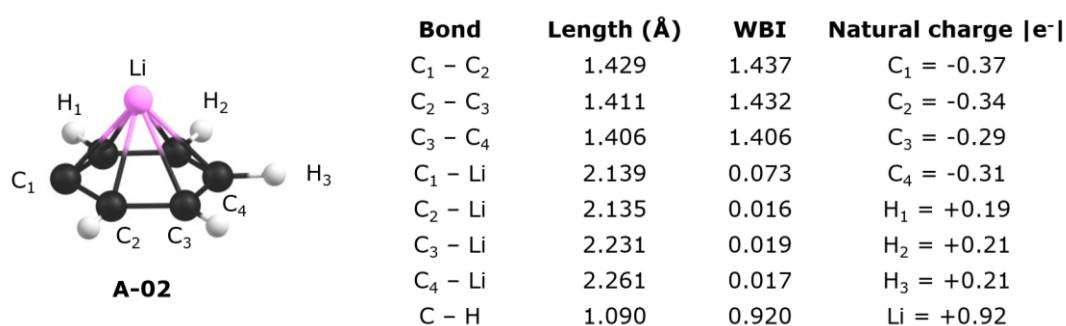 Bond Length (Å) WBI Natural charge |e⁻|
C₁ – C₂ 1.429 1.437 C₁ = -0.37
C₂ – C₃ 1.411 1.432 C₂ = -0.34
C₃ – C₄ 1.406 1.406 C₃ = -0.29
C₁ – Li 2.139 0.073 C₄ = -0.31
C₂ – Li 2.135 0.016 H₁ = +0.19
C₃ – Li 2.231 0.019 H₂ = +0.21
C₄ – Li 2.261 0.017 H₃ = +0.21
C – H 1.090 0.920 Li = +0.92
Li
H₁ H₂
C₁ H₃
C₂ C₃ C₄
A-02